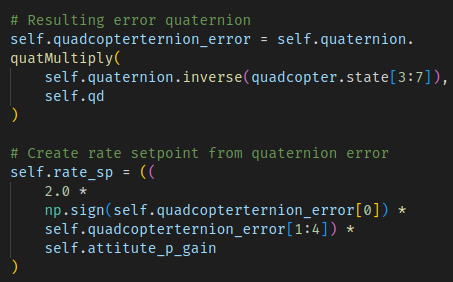 # Resulting error quaternion
self.quadcopterternion_error = self.quaternion.
quatMultiply(
    self.quaternion.inverse(quadcopter.state[3:7]),
    self.qd
)

# Create rate setpoint from quaternion error
self.rate_sp = ((
    2.0 *
    np.sign(self.quadcopterternion_error[0]) *
    self.quadcopterternion_error[1:4]) *
    self.attitute_p_gain
)